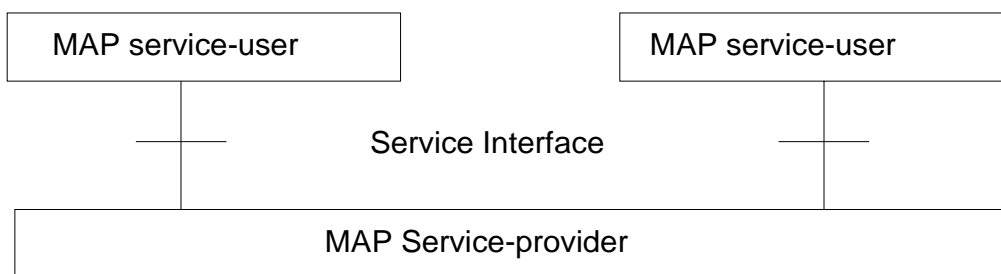 MAP service-user
MAP service-user
Service Interface
MAP Service-provider